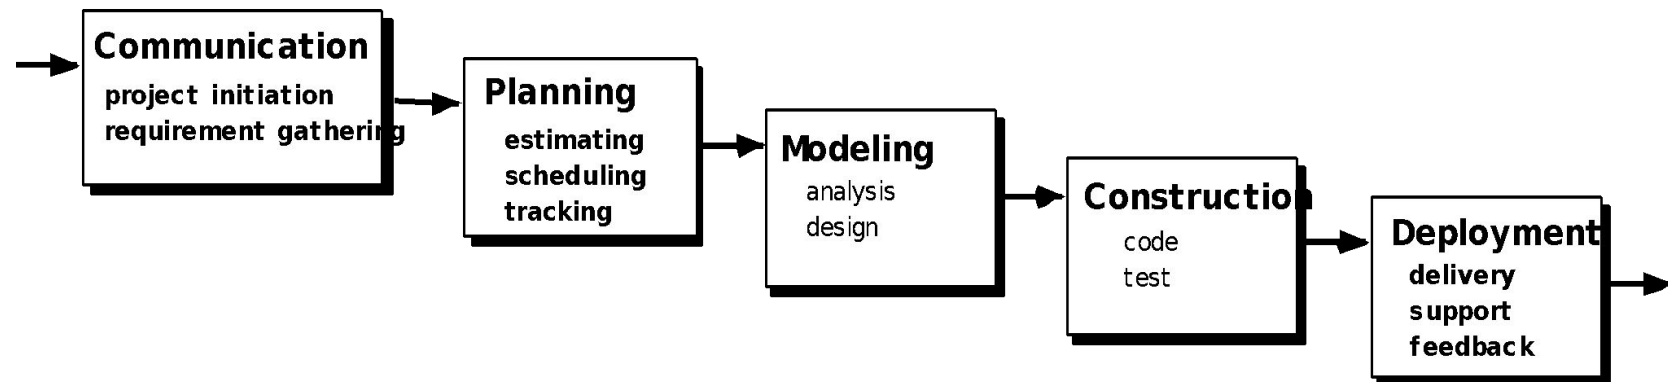 Communication
project initiation
requirement gathering
Planning
estimating
scheduling
tracking
Modeling
analysis
design
Construction
code
test
Deployment
delivery
support
feedback